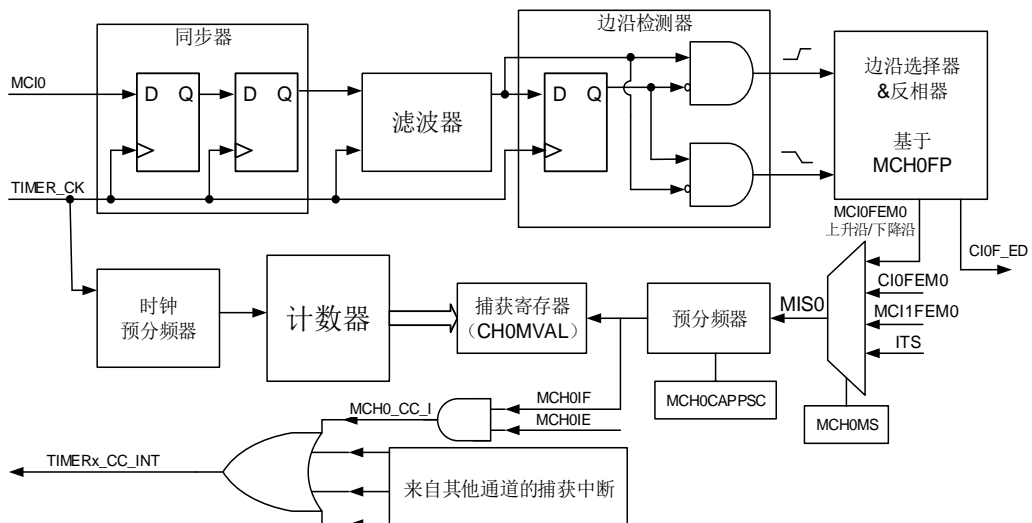 同步器
边沿检测器
MCI0
D Q
D Q
滤波器
D Q
边沿选择器
&反相器
基于
MCH0FP
TIMER_CK
MCI0FEM0
上升沿/下降沿
CI0F_ED
时钟
预分频器
计数器
捕获寄存器
（CH0MVAL）
预分频器
MIS0
CI0FEM0
MCI1FEM0
ITS
MCH0CAPPSC
MCH0MS
MCH0_CC_I
MCH0IF
MCH0IE
TIMERx_CC_INT
来自其他通道的捕获中断